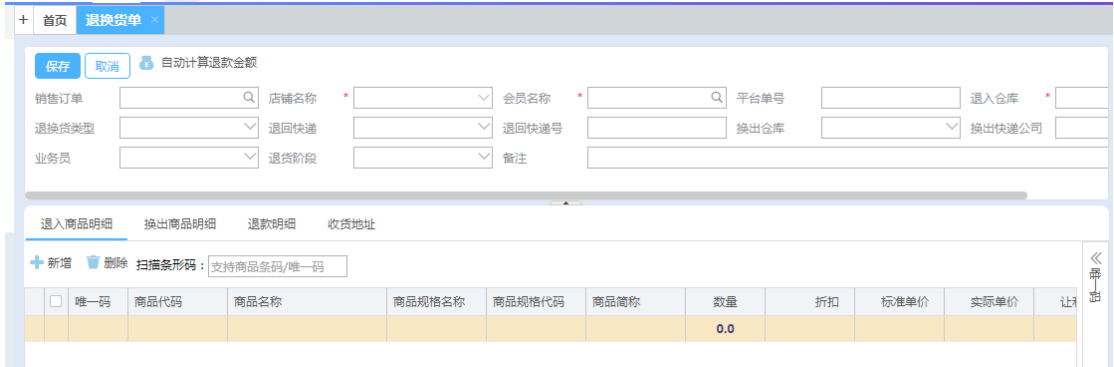 + 首页 退换货单 ×
保存 取消 自动计算退款金额
销售订单 店铺名称 * 会员名称 * 平台单号 退入仓库 *
退换货类型 退回快递 退回快递号 换出仓库 换出快递公司
业务员 退货阶段 备注
退入商品明细 换出商品明细 退款明细 收货地址
新增 删除 扫描条形码： 支持商品条码/唯一码
唯一码 商品代码 商品名称 商品规格名称 商品规格代码 商品简称 数量 折扣 标准单价 实际单价
0.0
唯一码